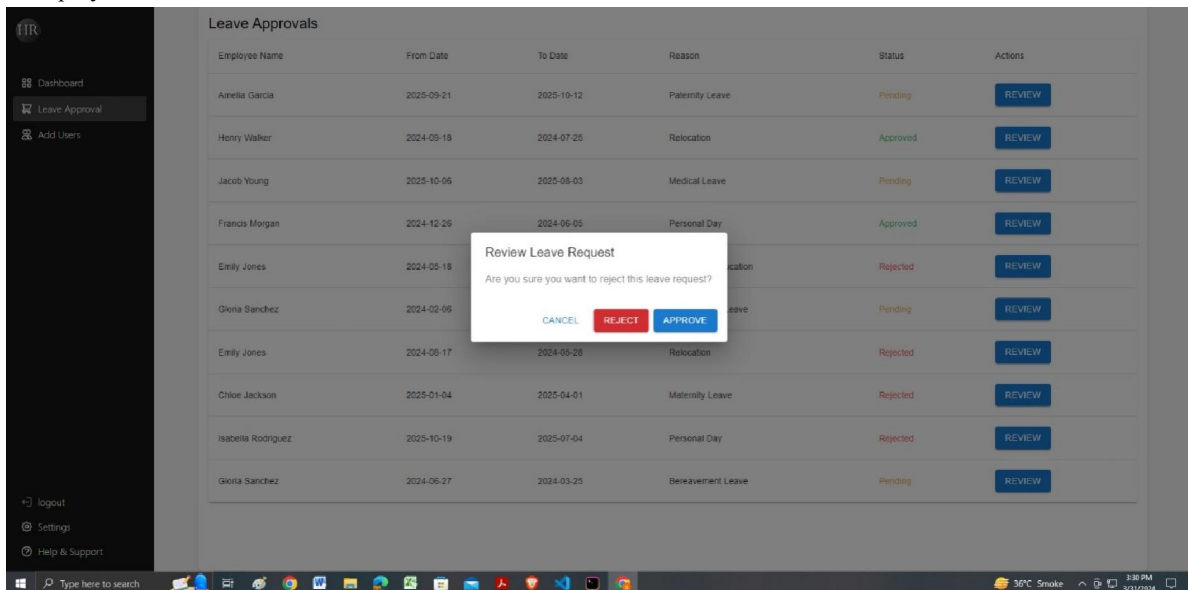 HR
Leave Approvals
Employee Name From Date To Date Reason Status Actions
Dashboard
Amelia Garcia 2025-09-21 2025-10-12 Paternity Leave Pending REVIEW
Leave Approval
Add Users
Henry Walker 2024-09-18 2024-07-25 Relocation Approved REVIEW
Jacob Young 2025-10-06 2025-08-03 Medical Leave Pending REVIEW
Francis Morgan 2024-12-26 2024-06-05 Personal Day Approved REVIEW
Review Leave Request
Emily Jones 2024-05-18 Rejected REVIEW
Are you sure you want to reject this leave request?
Gloria Sanchez 2024-02-06 Leave Pending REVIEW
CANCEL REJECT APPROVE
Emily Jones 2024-08-17 2024-05-28 Relocation Rejected REVIEW
Chloe Jackson 2025-01-04 2025-04-01 Maternity Leave Rejected REVIEW
Isabella Rodriguez 2025-10-19 2025-07-04 Personal Day Rejected REVIEW
Gloria Sanchez 2024-06-27 2024-03-25 Bereavement Leave Pending REVIEW
logout
Settings
Help & Support
Type here to search 36°C Smoke 3:30 PM
3/31/2024